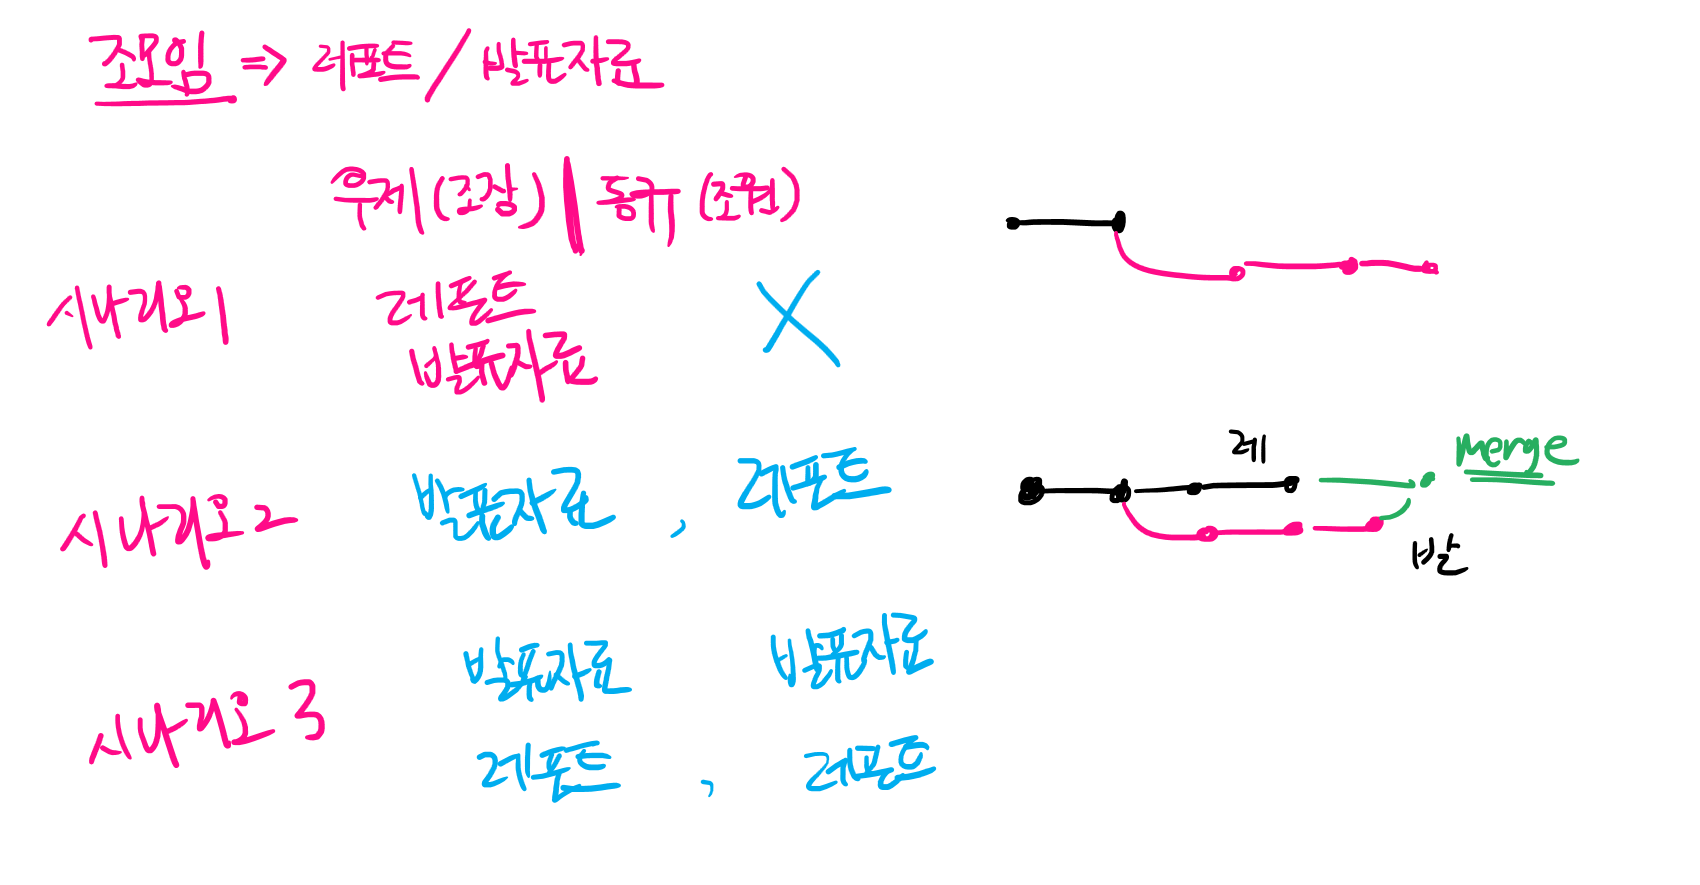 조모임 => 레포트 / 발표자료
우제(조장) | 동규 (조원)
시나리오1 레포트 X
발표자료
시나리오2 발표자료 , 레포트
레 merge
발
시나리오 3 발표자료 발표자료
레포트 , 레포트